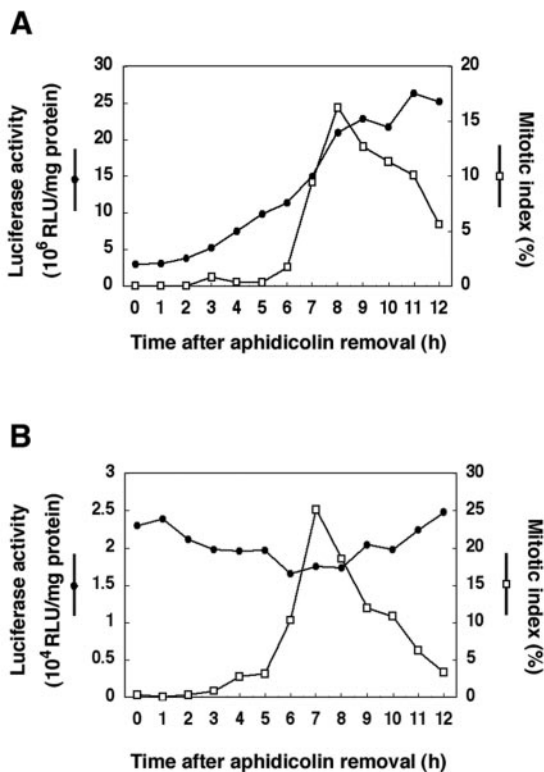 A
Luciferase activity
(10⁶ RLU/mg protein)
30
25
20
15
10
5
0
20
15
10
5
0
Mitotic index (%)
0 1 2 3 4 5 6 7 8 9 10 11 12
Time after aphidicolin removal (h)
B
Luciferase activity
(10⁴ RLU/mg protein)
3
2.5
2
1.5
1
0.5
0
30
25
20
15
10
5
0
Mitotic index (%)
0 1 2 3 4 5 6 7 8 9 10 11 12
Time after aphidicolin removal (h)